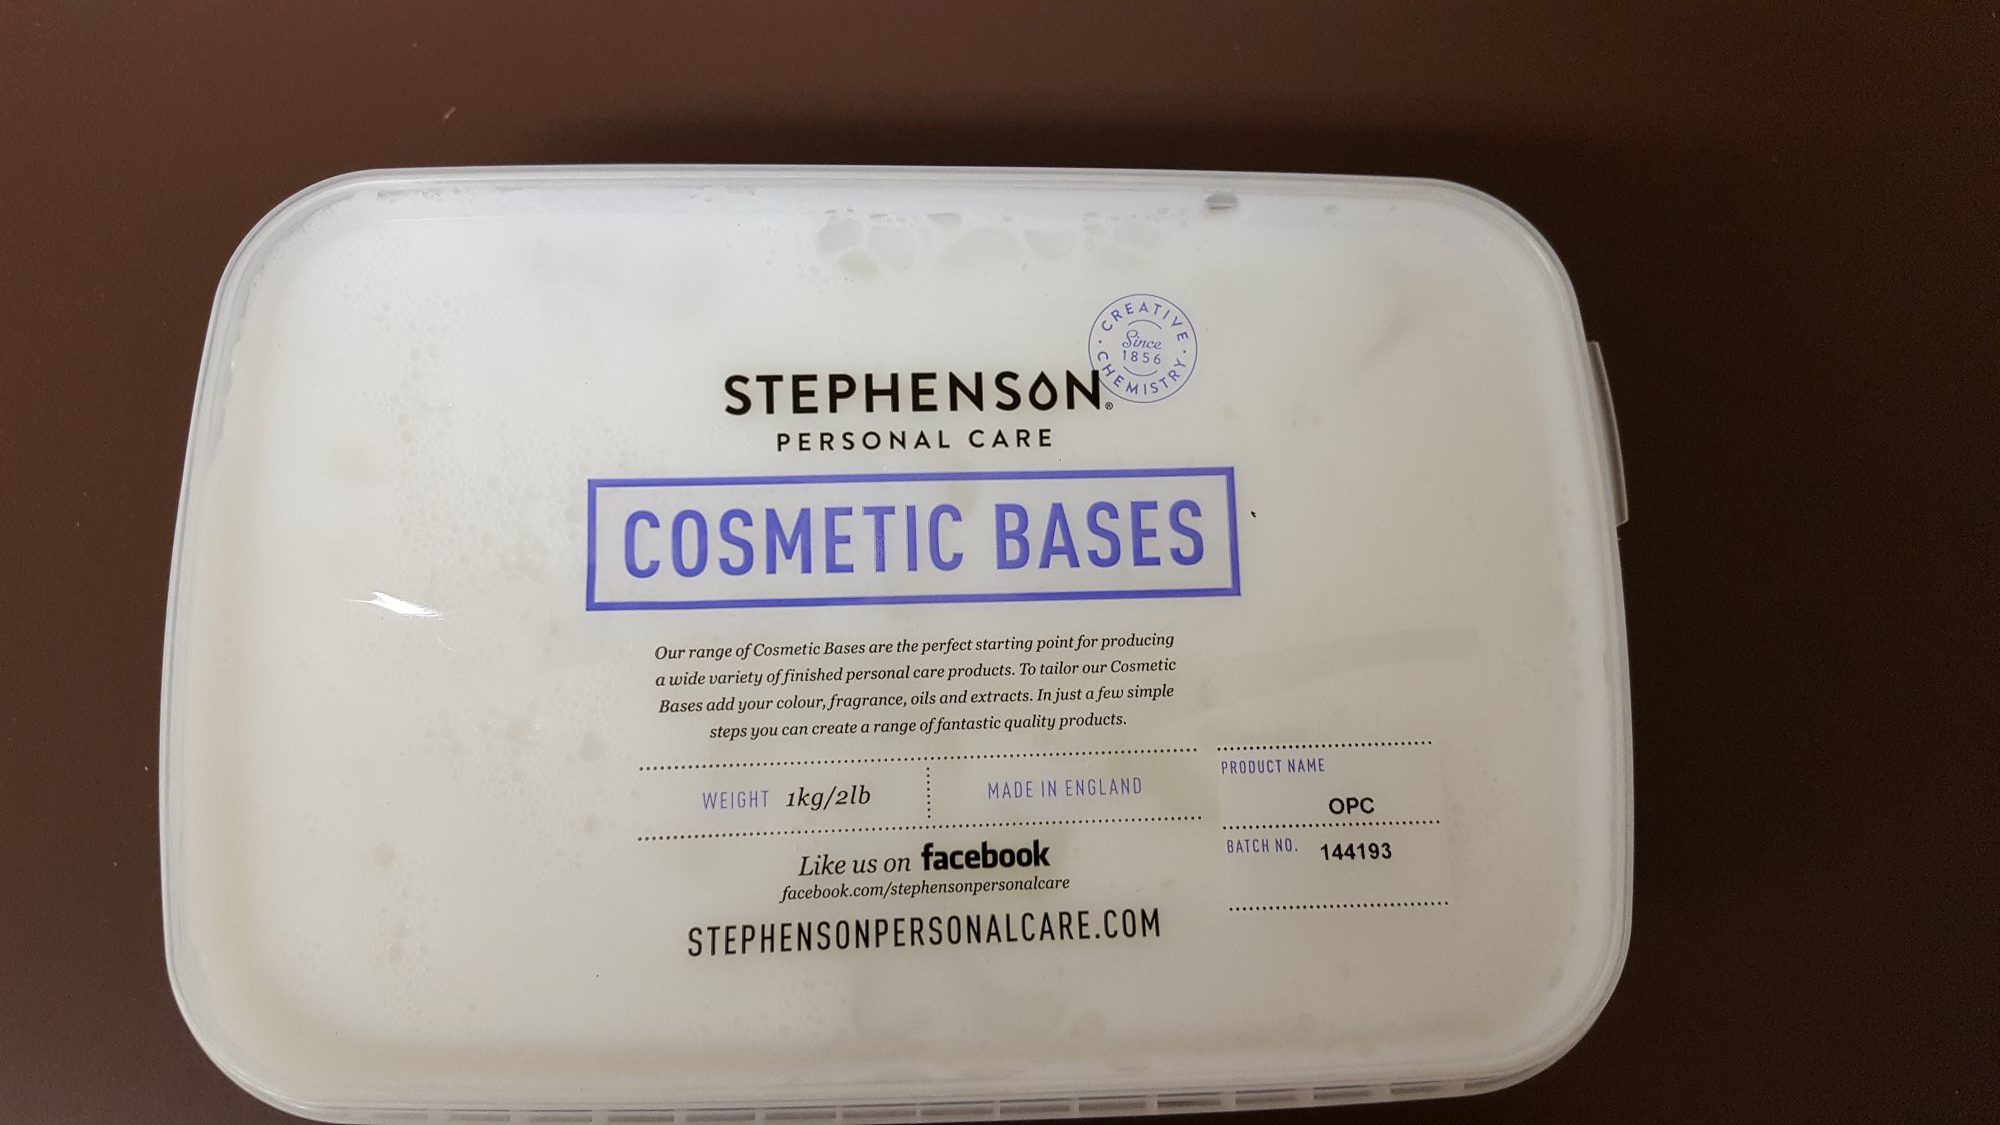 CREATIVE
Since
1856
CHEMISTRY
STEPHENSON®
PERSONAL CARE
COSMETIC BASES
Our range of Cosmetic Bases are the perfect starting point for producing
a wide variety of finished personal care products. To tailor our Cosmetic
Bases add your colour, fragrance, oils and extracts. In just a few simple
steps you can create a range of fantastic quality products.
WEIGHT 1kg/2lb
MADE IN ENGLAND
PRODUCT NAME
OPC
BATCH NO. 144193
Like us on facebook
facebook.com/stephensonpersonalcare
STEPHENSONPERSONALCARE.COM